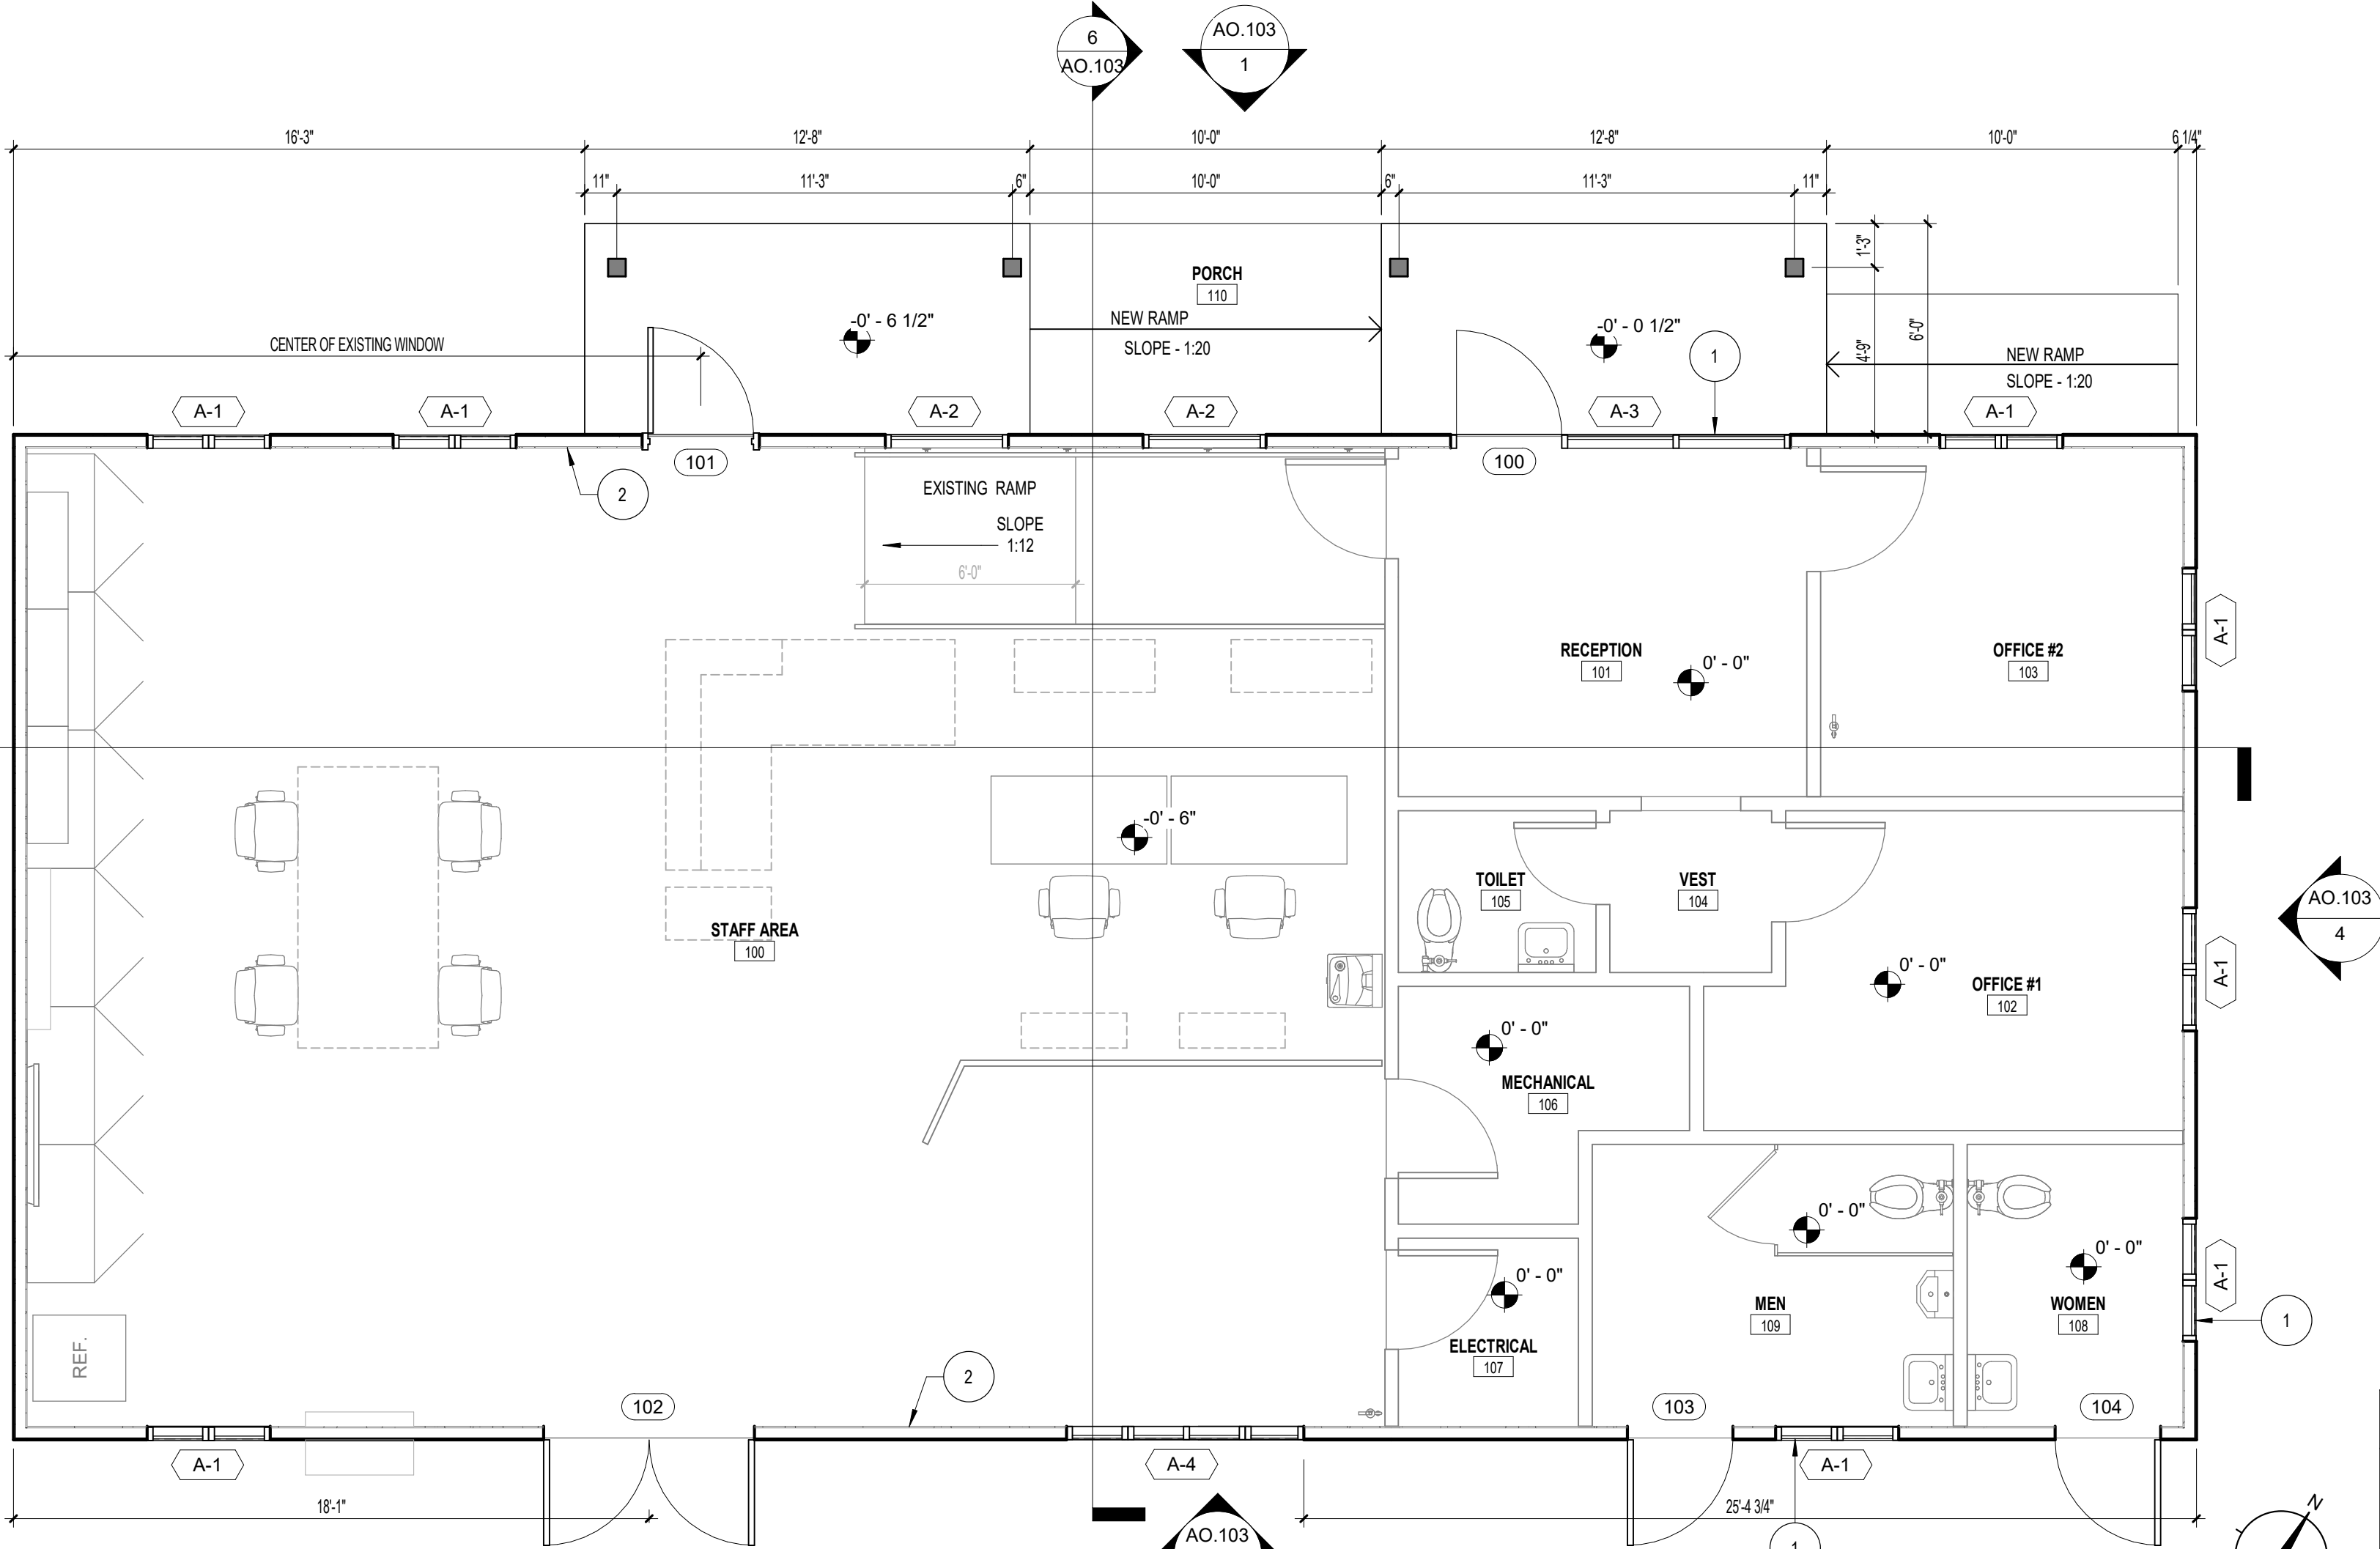 6
AO.103
AO.103
1
16'-3"
12'-8"
10'-0"
12'-8"
10'-0"
6 1/4"
11"
11'-3"
6"
10'-0"
6"
11'-3"
11"
1'-3"
4'-9"
6'-0"
PORCH
110
-0' - 6 1/2"
NEW RAMP
SLOPE - 1:20
-0' - 0 1/2"
1
NEW RAMP
SLOPE - 1:20
CENTER OF EXISTING WINDOW
A-1
A-1
A-2
A-2
A-3
A-1
101
100
2
EXISTING RAMP
SLOPE
1:12
6'-0"
RECEPTION
101
0' - 0"
OFFICE #2
103
A-1
-0' - 6"
STAFF AREA
100
TOILET
105
VEST
104
0' - 0"
OFFICE #1
102
A-1
AO.103
4
0' - 0"
MECHANICAL
106
0' - 0"
0' - 0"
0' - 0"
MEN
109
WOMEN
108
A-1
1
ELECTRICAL
107
REF.
2
102
103
104
A-1
A-4
A-1
18'-1"
25'-4 3/4"
AO.103
1
N